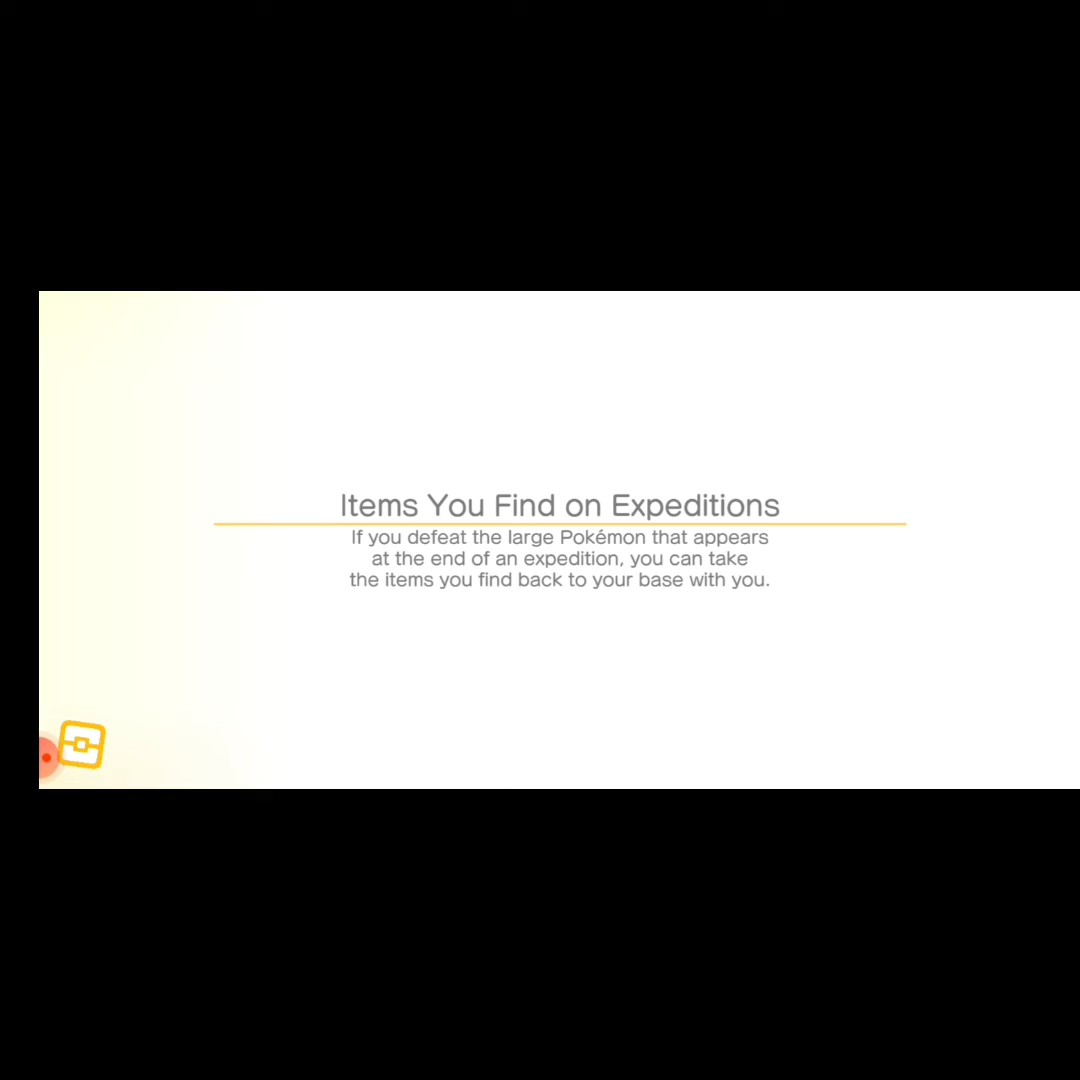 Items You Find on Expeditions
If you defeat the large Pokémon that appears
at the end of an expedition, you can take
the items you find back to your base with you.